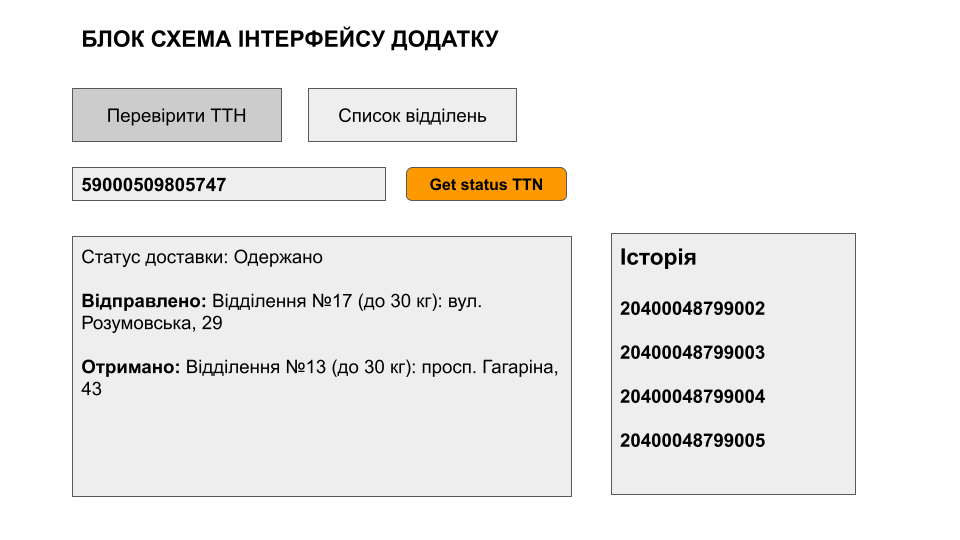 БЛОК СХЕМА ІНТЕРФЕЙСУ ДОДАТКУ
Перевірити ТТН
Список відділень
59000509805747
Get status TTN
Статус доставки: Одержано
Відправлено: Відділення №17 (до 30 кг): вул.
Розумовська, 29
Отримано: Відділення №13 (до 30 кг): просп. Гагаріна,
43
Історія
20400048799002
20400048799003
20400048799004
20400048799005